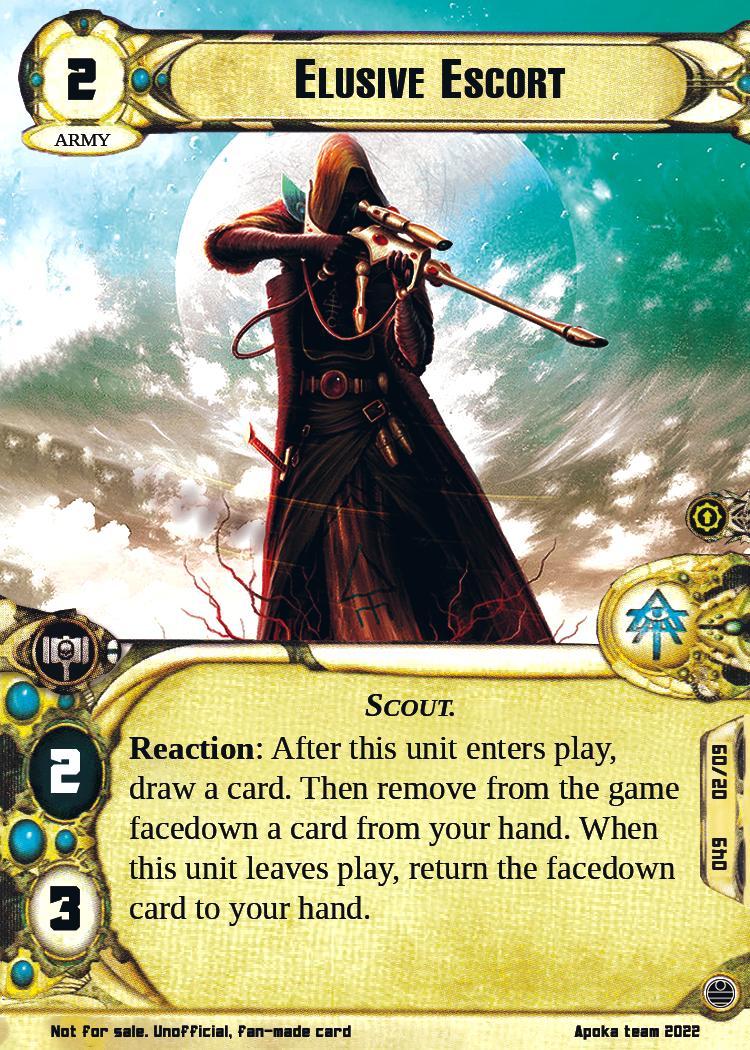 2
Elusive Escort
ARMY
Scout.
Reaction: After this unit enters play,
draw a card. Then remove from the game
facedown a card from your hand. When
this unit leaves play, return the facedown
card to your hand.
2
3
02/09
049
Not for sale. Unofficial, fan-made card
Apoka team 2022